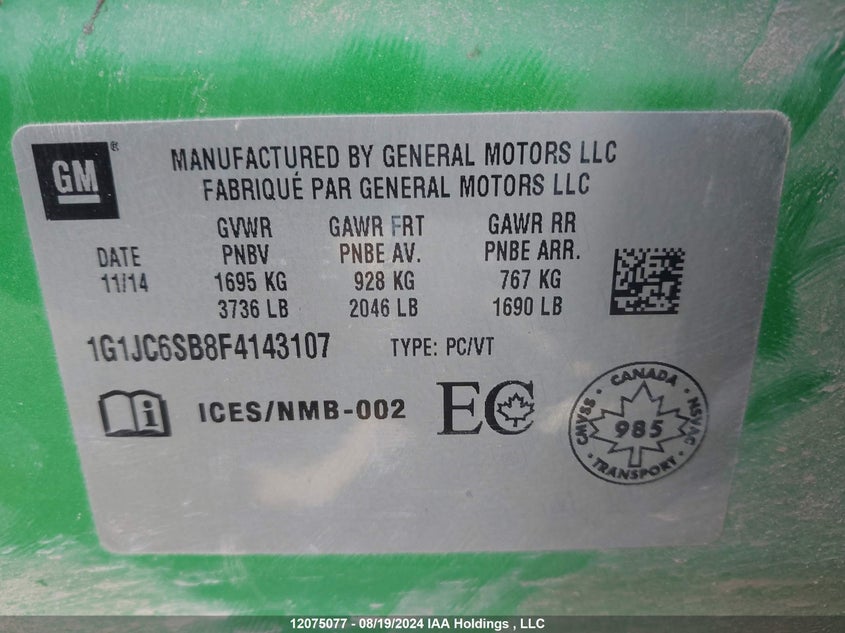 GM®
MANUFACTURED BY GENERAL MOTORS LLC
FABRIQUÉ PAR GENERAL MOTORS LLC
DATE
11/14
GVWR
PNBV
1695 KG
3736 LB
GAWR FRT
PNBE AV.
928 KG
2046 LB
GAWR RR
PNBE ARR.
767 KG
1690 LB
1G1JC6SB8F4143107 TYPE: PC/VT
i ICES/NMB-002 EC
CANADA
CMVSS 985 NSVAC
TRANSPORT
12075077 - 08/19/2024 IAA Holdings , LLC